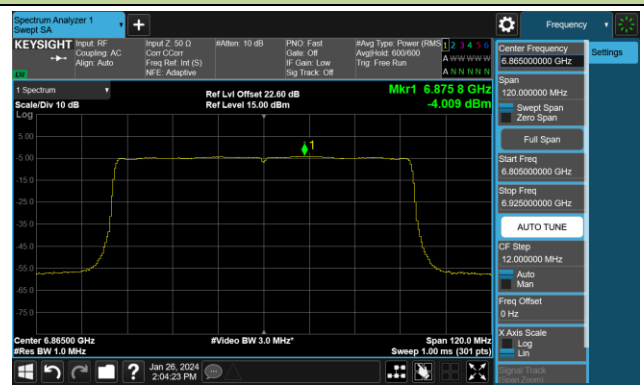 Spectrum Analyzer 1
Swept SA
Frequency
KEYSIGHT
Input: RF
Coupling: AC
Align: Auto
Input Z: 50 Ω
Corr CCorr
Freq Ref: Int (S)
NFE: Adaptive
#Atten: 10 dB
PNO: Fast
Gate: Off
IF Gain: Low
Sig Track: Off
#Avg Type: Power (RMS
Avg|Hold: 600/600
Trig: Free Run
1 2 3 4 5 6
A W W W W W
A N N N N N
LW
1 Spectrum
Scale/Div 10 dB
Log
Ref Lvl Offset 22.60 dB
Ref Level 15.00 dBm
Mkr1 6.875 8 GHz
-4.009 dBm
1
5.00
-5.00
-15.0
-25.0
-35.0
-45.0
-55.0
-65.0
-75.0
Center 6.86500 GHz
#Res BW 1.0 MHz
#Video BW 3.0 MHz*
Span 120.0 MHz
Sweep 1.00 ms (301 pts)
Center Frequency
6.865000000 GHz
Settings
Span
120.000000 MHz
Swept Span
Zero Span
Full Span
Start Freq
6.805000000 GHz
Stop Freq
6.925000000 GHz
AUTO TUNE
CF Step
12.000000 MHz
Auto
Man
Freq Offset
0 Hz
X Axis Scale
Log
Lin
Signal Track
(Span Zoom)
Jan 26, 2024
2:04:23 PM